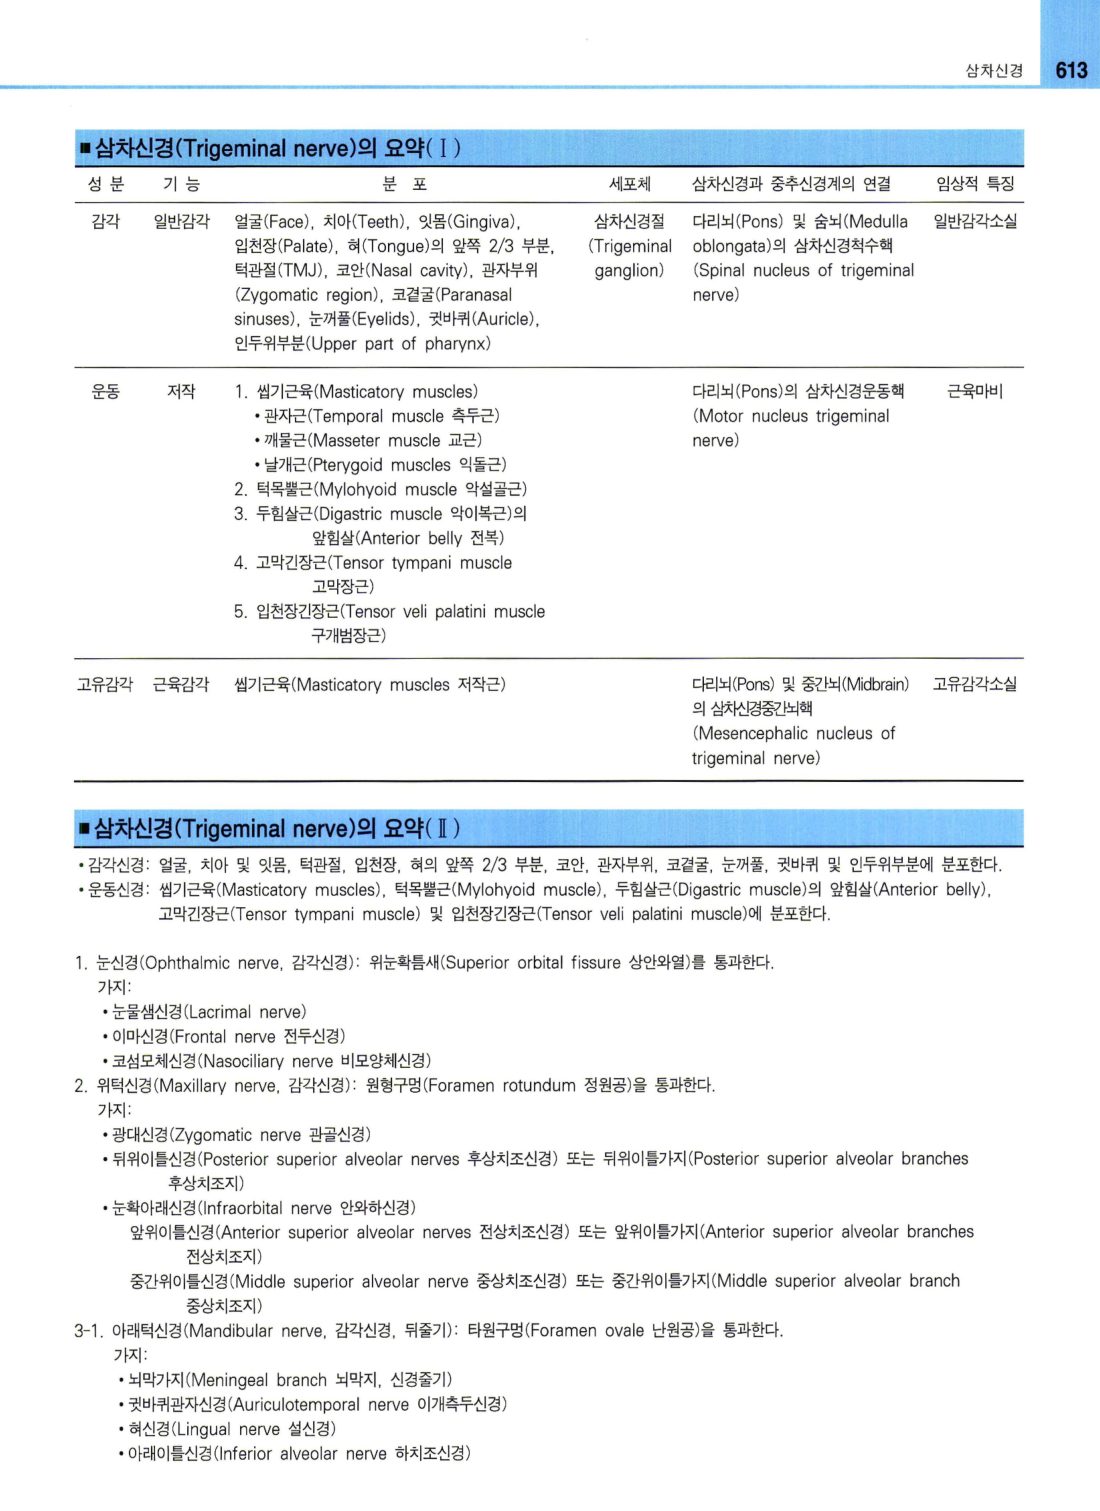 삼차신경 613
■ 삼차신경(Trigeminal nerve)의 요약(Ⅰ)
성 분 기 능 분 포 세포체 삼차신경과 중추신경계의 연결 임상적 특징
감각 일반감각 얼굴(Face), 치아(Teeth), 잇몸(Gingiva), 삼차신경절 다리뇌(Pons) 및 숨뇌(Medulla 일반감각소실
입천장(Palate), 혀(Tongue)의 앞쪽 2/3 부분, (Trigeminal oblongata)의 삼차신경척수핵
턱관절(TMJ), 코안(Nasal cavity), 관자부위 ganglion) (Spinal nucleus of trigeminal
(Zygomatic region), 코곁굴(Paranasal nerve)
sinuses), 눈꺼풀(Eyelids), 귓바퀴(Auricle),
인두위부분(Upper part of pharynx)
운동 저작 1. 씹기근육(Masticatory muscles) 다리뇌(Pons)의 삼차신경운동핵 근육마비
• 관자근(Temporal muscle 측두근) (Motor nucleus trigeminal
• 깨물근(Masseter muscle 교근) nerve)
• 날개근(Pterygoid muscles 익돌근)
2. 턱목뿔근(Mylohyoid muscle 악설골근)
3. 두힘살근(Digastric muscle 악이복근)의
앞힘살(Anterior belly 전복)
4. 고막긴장근(Tensor tympani muscle
고막장근)
5. 입천장긴장근(Tensor veli palatini muscle
구개범장근)
고유감각 근육감각 씹기근육(Masticatory muscles 저작근) 다리뇌(Pons) 및 중간뇌(Midbrain) 고유감각소실
의 삼차신경중간뇌핵
(Mesencephalic nucleus of
trigeminal nerve)
■ 삼차신경(Trigeminal nerve)의 요약(Ⅱ)
• 감각신경: 얼굴, 치아 및 잇몸, 턱관절, 입천장, 혀의 앞쪽 2/3 부분, 코안, 관자부위, 코곁굴, 눈꺼풀, 귓바퀴 및 인두위부분에 분포한다.
• 운동신경: 씹기근육(Masticatory muscles), 턱목뿔근(Mylohyoid muscle), 두힘살근(Digastric muscle)의 앞힘살(Anterior belly),
고막긴장근(Tensor tympani muscle) 및 입천장긴장근(Tensor veli palatini muscle)에 분포한다.
1. 눈신경(Ophthalmic nerve, 감각신경): 위눈확틈새(Superior orbital fissure 상안와열)를 통과한다.
가지:
• 눈물샘신경(Lacrimal nerve)
• 이마신경(Frontal nerve 전두신경)
• 코섬모체신경(Nasociliary nerve 비모양체신경)
2. 위턱신경(Maxillary nerve, 감각신경): 원형구멍(Foramen rotundum 정원공)을 통과한다.
가지:
• 광대신경(Zygomatic nerve 관골신경)
• 뒤위이틀신경(Posterior superior alveolar nerves 후상치조신경) 또는 뒤위이틀가지(Posterior superior alveolar branches
후상치조지)
• 눈확아래신경(Infraorbital nerve 안와하신경)
앞위이틀신경(Anterior superior alveolar nerves 전상치조신경) 또는 앞위이틀가지(Anterior superior alveolar branches
전상치조지)
중간위이틀신경(Middle superior alveolar nerve 중상치조신경) 또는 중간위이틀가지(Middle superior alveolar branch
중상치조지)
3-1. 아래턱신경(Mandibular nerve, 감각신경, 뒤줄기): 타원구멍(Foramen ovale 난원공)을 통과한다.
가지:
• 뇌막가지(Meningeal branch 뇌막지, 신경줄기)
• 귓바퀴관자신경(Auriculotemporal nerve 이개측두신경)
• 혀신경(Lingual nerve 설신경)
• 아래이틀신경(Inferior alveolar nerve 하치조신경)